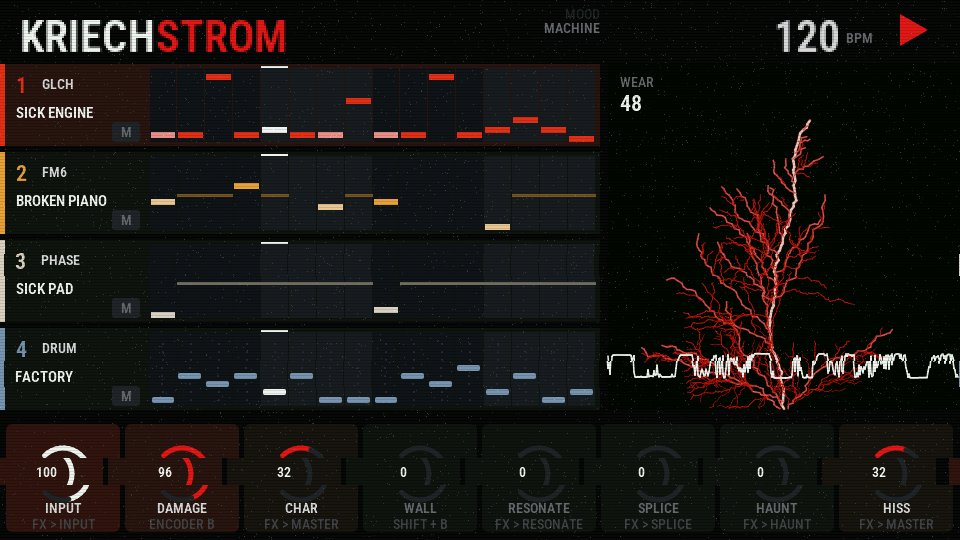 KRIECHSTROM
MOOD
MACHINE
120 BPM
1 GLCH
SICK ENGINE
M
2 FM6
BROKEN PIANO
M
3 PHASE
SICK PAD
M
4 DRUM
FACTORY
M
WEAR
48
100
INPUT
FX > INPUT
96
DAMAGE
ENCODER B
32
CHAR
FX > MASTER
0
WALL
SHIFT + B
0
RESONATE
FX > RESONATE
0
SPLICE
FX > SPLICE
0
HAUNT
FX > HAUNT
32
HISS
FX > MASTER